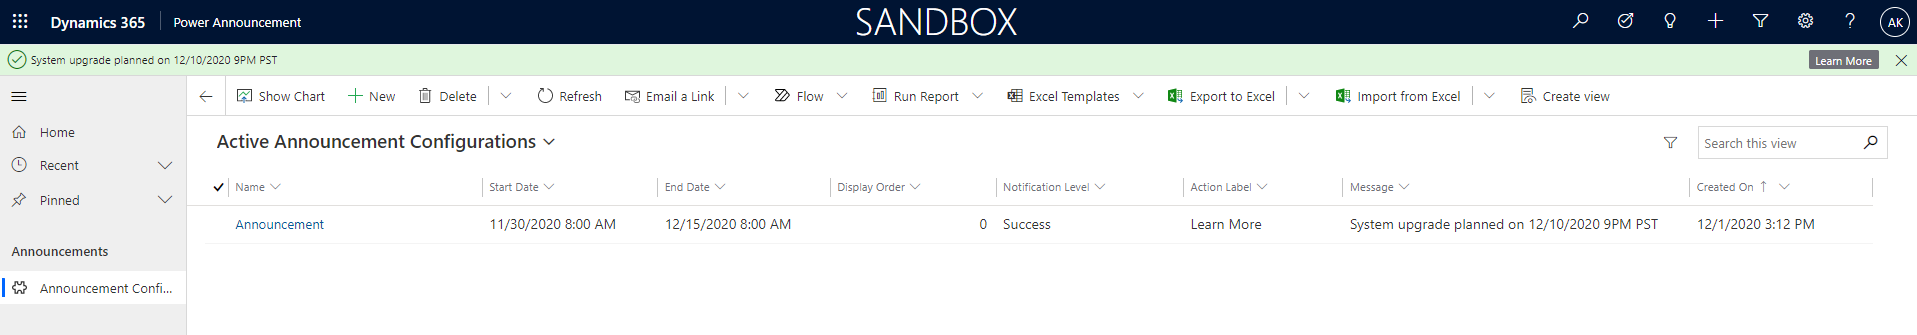 Dynamics 365 Power Announcement SANDBOX ? AK
System upgrade planned on 12/10/2020 9PM PST Learn More
Show Chart New Delete Refresh Email a Link Flow Run Report Excel Templates Export to Excel Import from Excel Create view
Home
Recent
Pinned
Announcements
Announcement Confi...
Active Announcement Configurations Search this view
Name Start Date End Date Display Order Notification Level Action Label Message Created On
Announcement 11/30/2020 8:00 AM 12/15/2020 8:00 AM 0 Success Learn More System upgrade planned on 12/10/2020 9PM PST 12/1/2020 3:12 PM